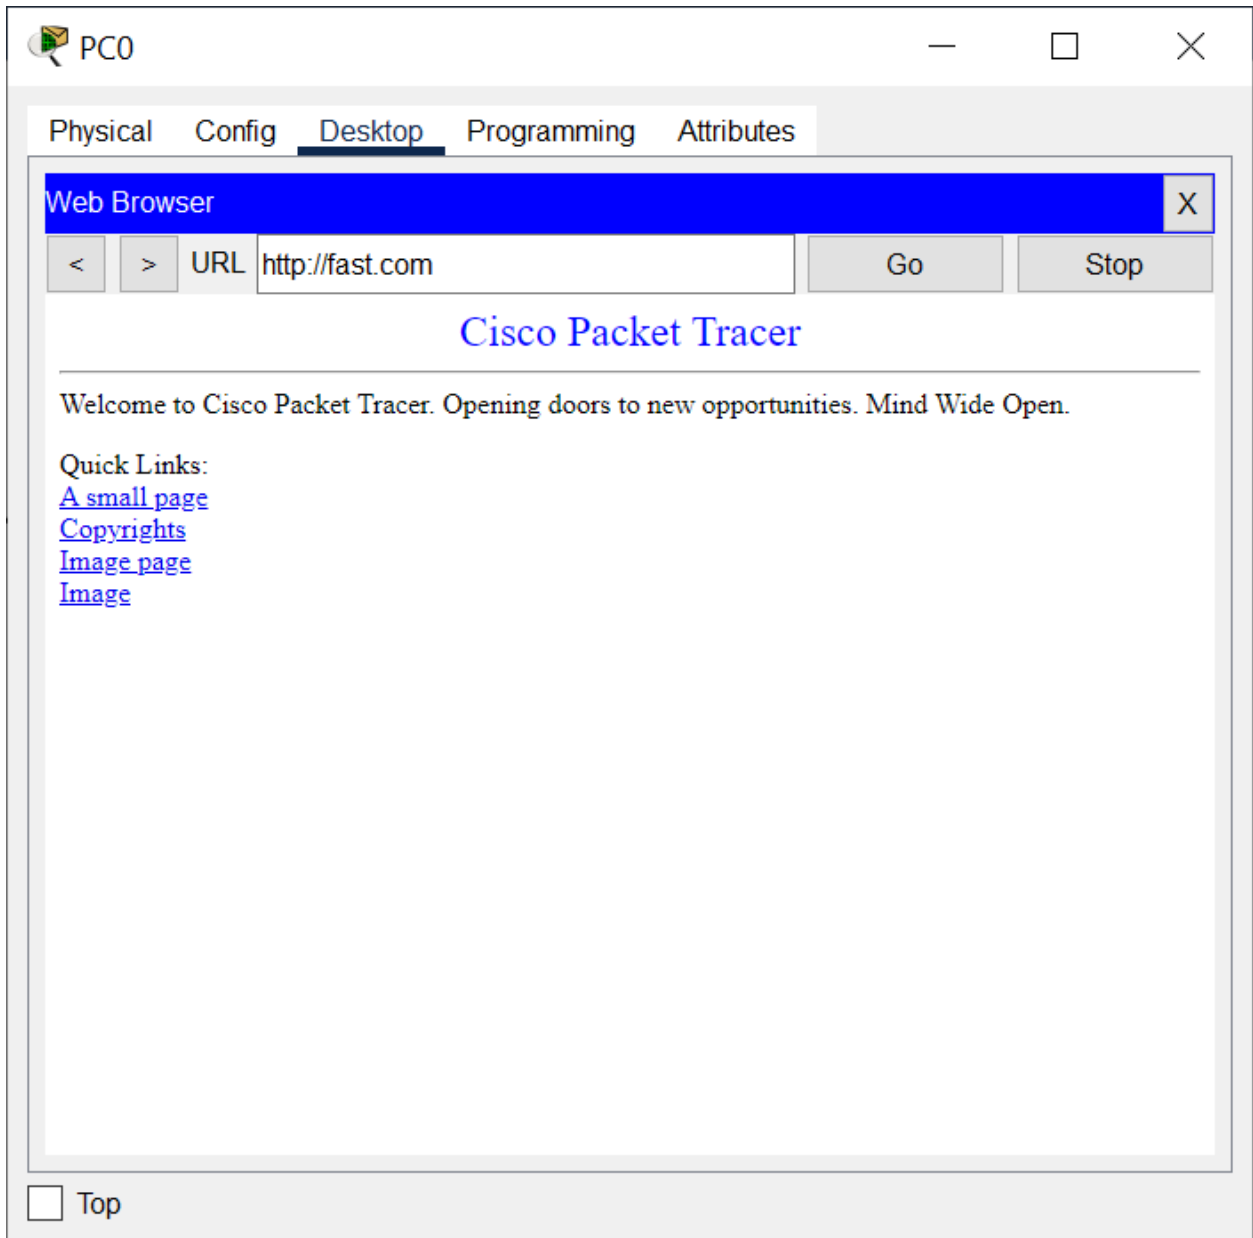 PC0
Physical Config Desktop Programming Attributes
Web Browser X
< > URL http://fast.com Go Stop
Cisco Packet Tracer
Welcome to Cisco Packet Tracer. Opening doors to new opportunities. Mind Wide Open.
Quick Links:
A small page
Copyrights
Image page
Image
Top